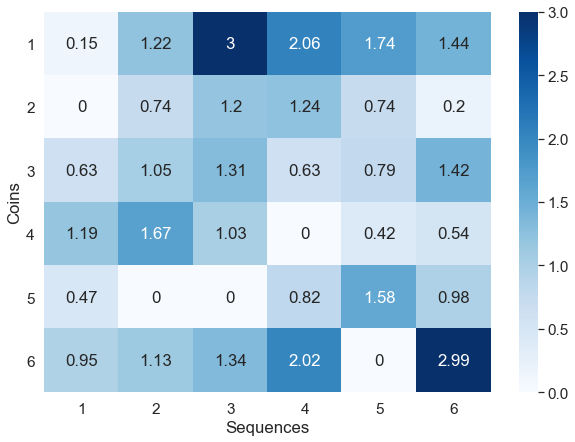 1 0.15 1.22 3 2.06 1.74 1.44
2 0 0.74 1.2 1.24 0.74 0.2
3 0.63 1.05 1.31 0.63 0.79 1.42
4 1.19 1.67 1.03 0 0.42 0.54
5 0.47 0 0 0.82 1.58 0.98
6 0.95 1.13 1.34 2.02 0 2.99
1 2 3 4 5 6
Sequences
Coins
3.0
2.5
2.0
1.5
1.0
0.5
0.0